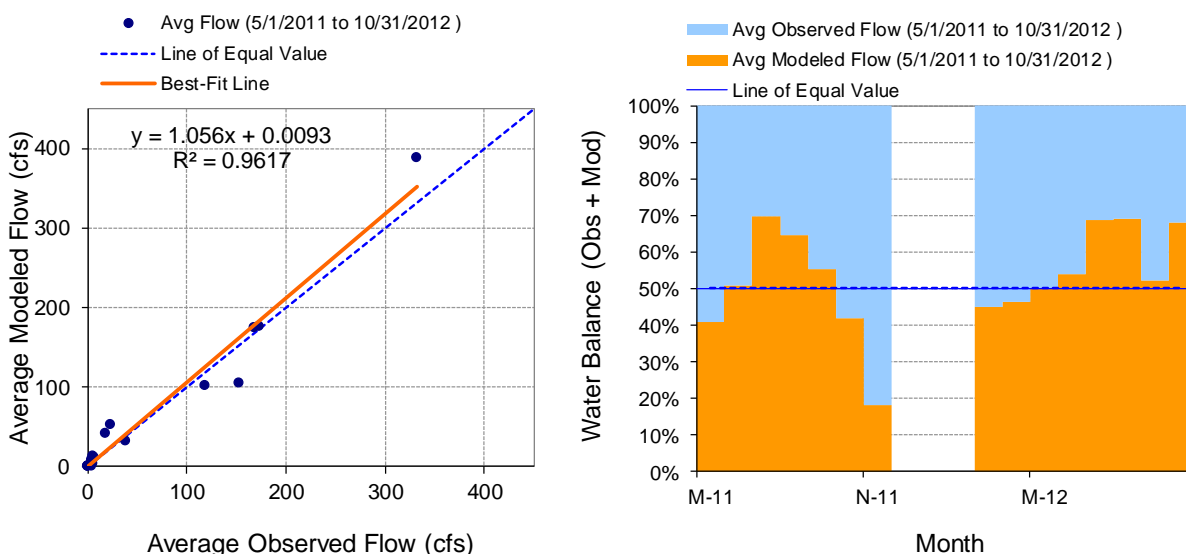 Avg Flow (5/1/2011 to 10/31/2012 )
Line of Equal Value
Best-Fit Line
y = 1.056x + 0.0093
R² = 0.9617
Average Modeled Flow (cfs)
400
300
200
100
0
0 100 200 300 400
Average Observed Flow (cfs)
Avg Observed Flow (5/1/2011 to 10/31/2012 )
Avg Modeled Flow (5/1/2011 to 10/31/2012 )
Line of Equal Value
Water Balance (Obs + Mod)
100%
90%
80%
70%
60%
50%
40%
30%
20%
10%
0%
M-11 N-11 M-12
Month